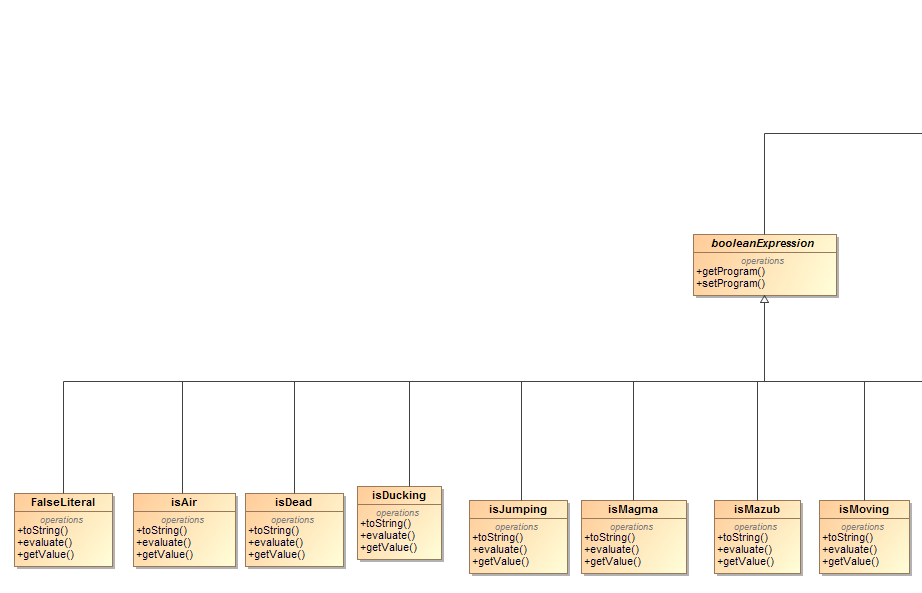 booleanExpression
operations
+getProgram()
+setProgram()
FalseLiteral
operations
+toString()
+evaluate()
+getValue()
isAir
operations
+toString()
+evaluate()
+getValue()
isDead
operations
+toString()
+evaluate()
+getValue()
isDucking
operations
+toString()
+evaluate()
+getValue()
isJumping
operations
+toString()
+evaluate()
+getValue()
isMagma
operations
+toString()
+evaluate()
+getValue()
isMazub
operations
+toString()
+evaluate()
+getValue()
isMoving
operations
+toString()
+evaluate()
+getValue()